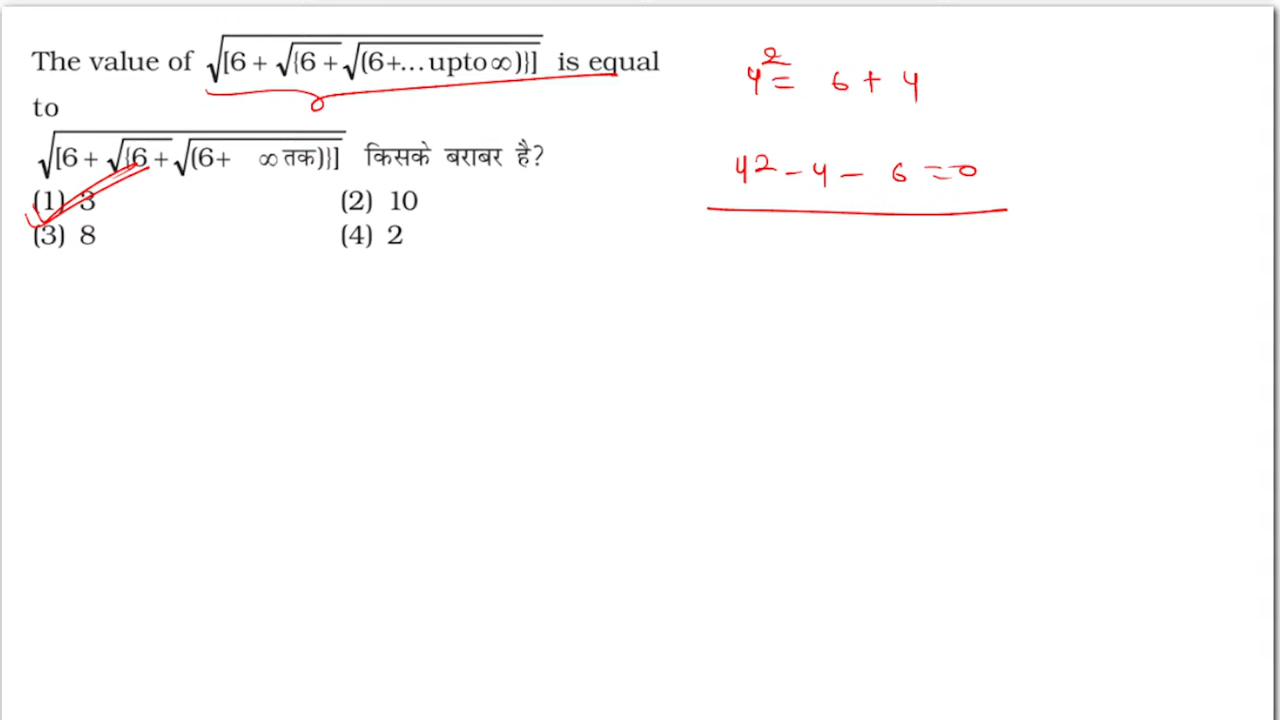 The value of √[6 + √{6 + √(6+... upto ∞)}] is equal
to
√[6 + √{6 + √(6+ ∞ तक)}] किसके बराबर है?
(1) 3 (2) 10
(3) 8 (4) 2
y² = 6 + y
y² - y - 6 = 0